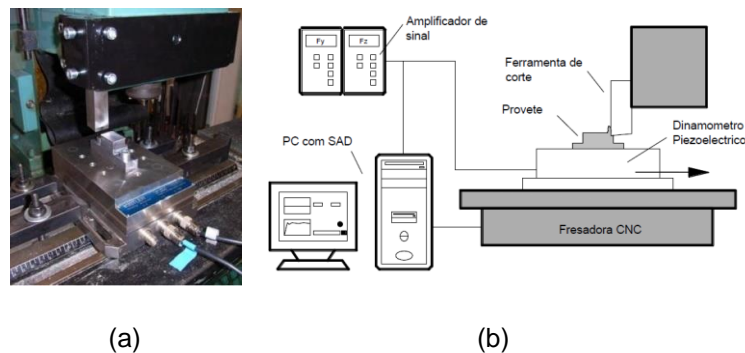 Fy
Fz
Amplificador de
sinal
Ferramenta de
corte
Provete
Dinamometro
Piezoelectrico
PC com SAD
Fresadora CNC
(a)
(b)